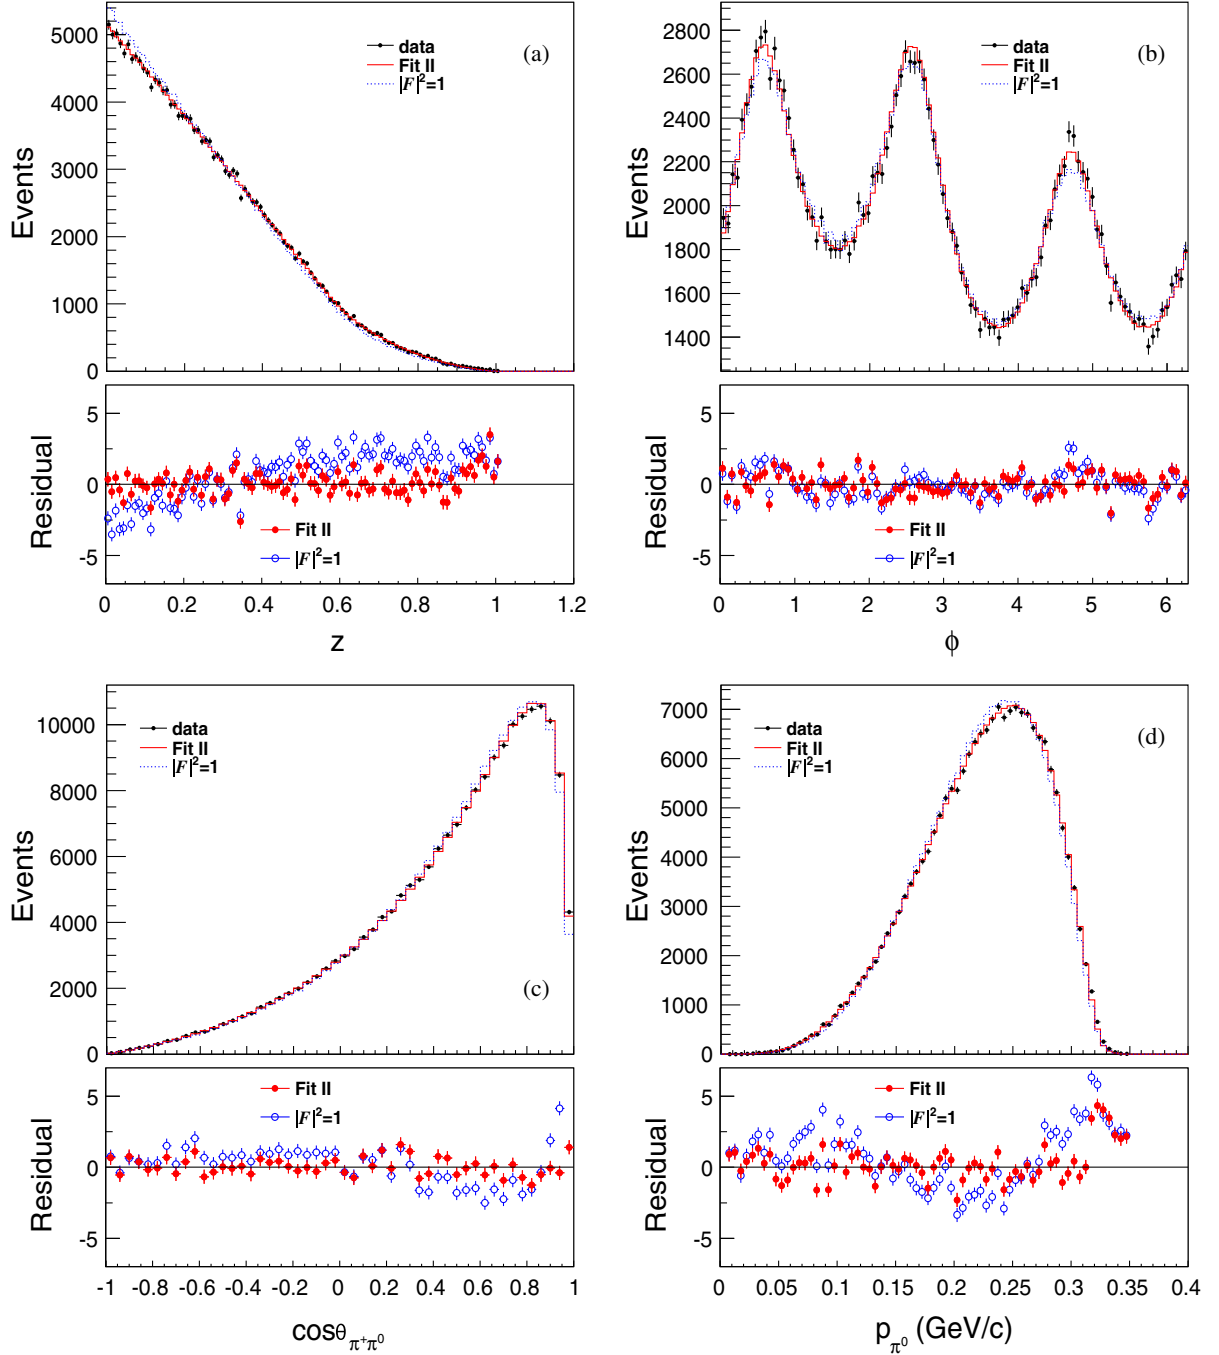 5000
4000
3000
2000
1000
0
Events
data
Fit II
|F|²=1
(a)
5
0
-5
Residual
Fit II
|F|²=1
0 0.2 0.4 0.6 0.8 1 1.2
z
2800
2600
2400
2200
2000
1800
1600
1400
Events
data
Fit II
|F|²=1
(b)
5
0
-5
Residual
Fit II
|F|²=1
0 1 2 3 4 5 6
ϕ
10000
8000
6000
4000
2000
0
Events
data
Fit II
|F|²=1
(c)
5
0
-5
Residual
Fit II
|F|²=1
-1 -0.8 -0.6 -0.4 -0.2 0 0.2 0.4 0.6 0.8 1
cosθπ⁺π⁰
7000
6000
5000
4000
3000
2000
1000
0
Events
data
Fit II
|F|²=1
(d)
5
0
-5
Residual
Fit II
|F|²=1
0 0.05 0.1 0.15 0.2 0.25 0.3 0.35 0.4
pπ⁰ (GeV/c)